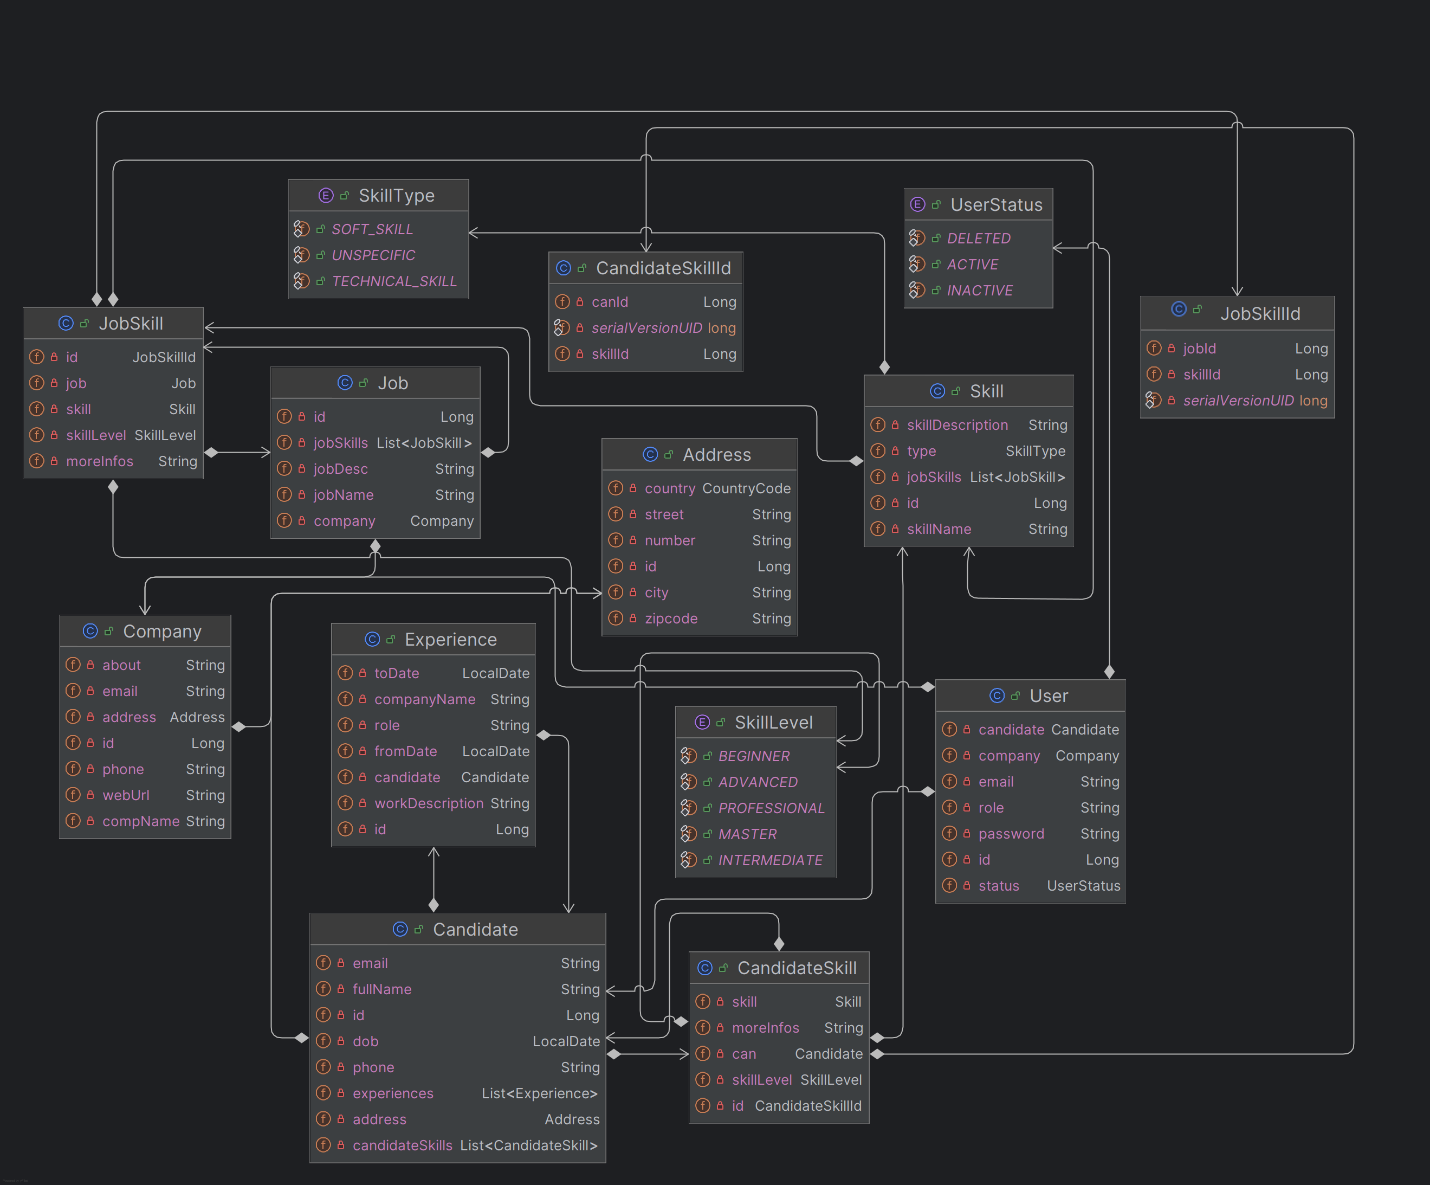 SkillType
SOFT_SKILL
UNSPECIFIC
TECHNICAL_SKILL
UserStatus
DELETED
ACTIVE
INACTIVE
CandidateSkillId
canId Long
serialVersionUID long
skillId Long
JobSkillId
jobId Long
skillId Long
serialVersionUID long
JobSkill
id JobSkillId
job Job
skill Skill
skillLevel SkillLevel
moreInfos String
Job
id Long
jobSkills List<JobSkill>
jobDesc String
jobName String
company Company
Skill
skillDescription String
type SkillType
jobSkills List<JobSkill>
id Long
skillName String
Address
country CountryCode
street String
number String
id Long
city String
zipcode String
Company
about String
email String
address Address
id Long
phone String
webUrl String
compName String
Experience
toDate LocalDate
companyName String
role String
fromDate LocalDate
candidate Candidate
workDescription String
id Long
SkillLevel
BEGINNER
ADVANCED
PROFESSIONAL
MASTER
INTERMEDIATE
User
candidate Candidate
company Company
email String
role String
password String
id Long
status UserStatus
Candidate
email String
fullName String
id Long
dob LocalDate
phone String
experiences List<Experience>
address Address
candidateSkills List<CandidateSkill>
CandidateSkill
skill Skill
moreInfos String
can Candidate
skillLevel SkillLevel
id CandidateSkillId